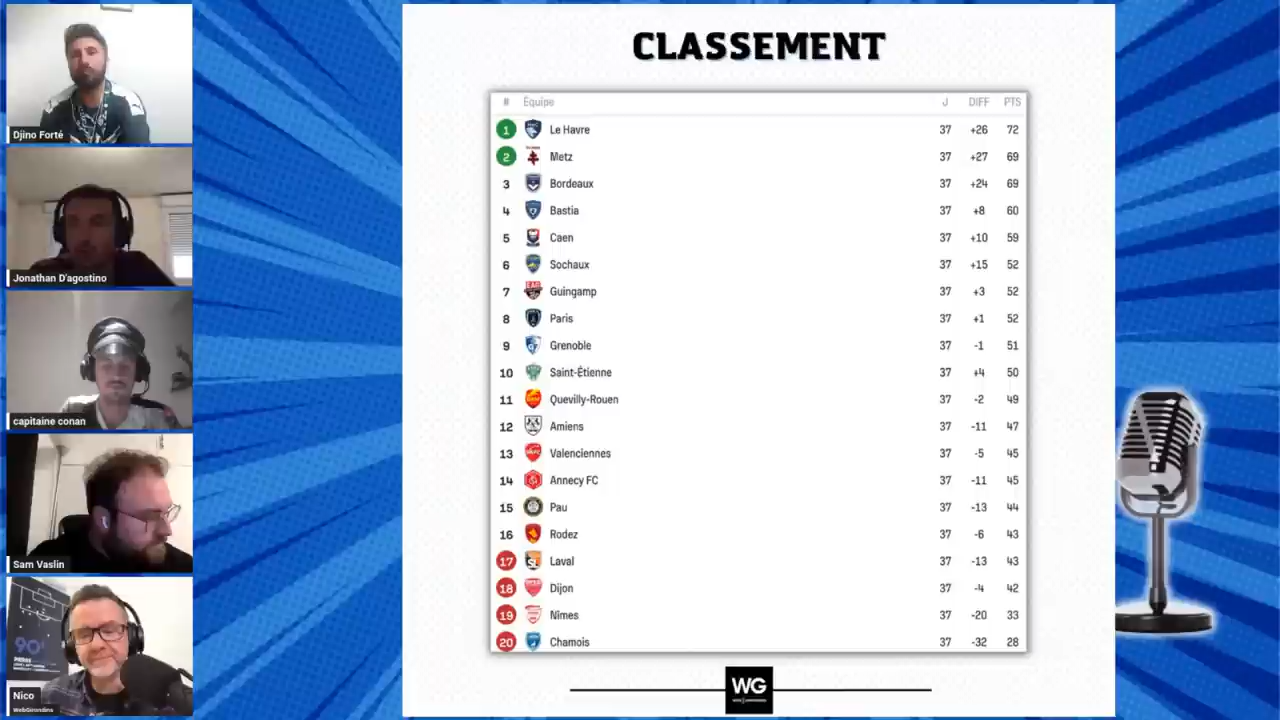 CLASSEMENT
# Équipe J DIFF PTS
1 Le Havre 37 +26 72
2 Metz 37 +27 69
3 Bordeaux 37 +24 69
4 Bastia 37 +8 60
5 Caen 37 +10 59
6 Sochaux 37 +15 52
7 Guingamp 37 +3 52
8 Paris 37 +1 52
9 Grenoble 37 -1 51
10 Saint-Étienne 37 +4 50
11 Quevilly-Rouen 37 -2 49
12 Amiens 37 -11 47
13 Valenciennes 37 -5 45
14 Annecy FC 37 -11 45
15 Pau 37 -13 44
16 Rodez 37 -6 43
17 Laval 37 -13 43
18 Dijon 37 -4 42
19 Nîmes 37 -20 33
20 Chamois 37 -32 28
WG
Djino Forté
Jonathan D'agostino
capitaine conan
Sam Vaslin
90'
Nico
WebGirondins